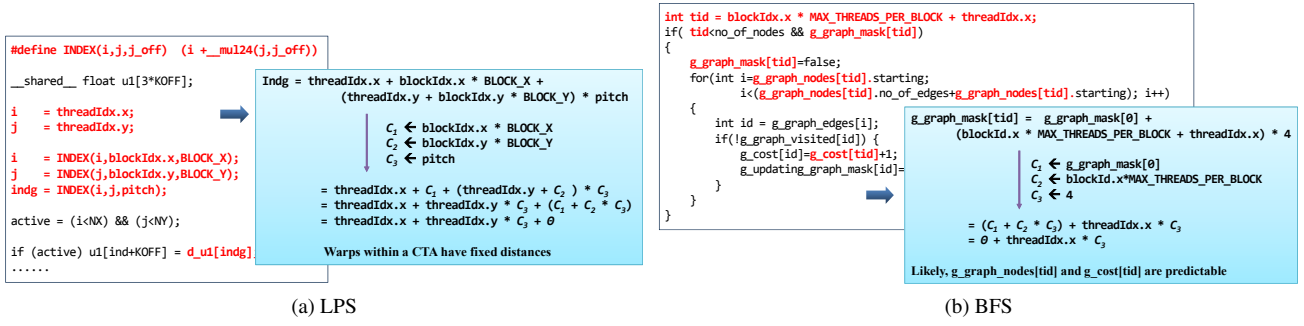 #define INDEX(i,j,j_off)  (i +__mul24(j,j_off))
__shared__ float u1[3*KOFF];
i    = threadIdx.x;
j    = threadIdx.y;
i    = INDEX(i,blockIdx.x,BLOCK_X);
j    = INDEX(j,blockIdx.y,BLOCK_Y);
indg = INDEX(i,j,pitch);
active = (i<NX) && (j<NY);
if (active) u1[ind+KOFF] = d_u1[indg]
......
Indg = threadIdx.x + blockIdx.x * BLOCK_X +
(threadIdx.y + blockIdx.y * BLOCK_Y) * pitch
C1 ← blockIdx.x * BLOCK_X
C2 ← blockIdx.y * BLOCK_Y
C3 ← pitch
= threadIdx.x + C1 + (threadIdx.y + C2 ) * C3
= threadIdx.x + threadIdx.y * C3 + (C1 + C2 * C3)
= threadIdx.x + threadIdx.y * C3 + Θ
Warps within a CTA have fixed distances
(a) LPS
int tid = blockIdx.x * MAX_THREADS_PER_BLOCK + threadIdx.x;
if( tid<no_of_nodes && g_graph_mask[tid])
{
g_graph_mask[tid]=false;
for(int i=g_graph_nodes[tid].starting;
i<(g_graph_nodes[tid].no_of_edges+g_graph_nodes[tid].starting); i++)
{
int id = g_graph_edges[i];
if(!g_graph_visited[id]) {
g_cost[id]=g_cost[tid]+1;
g_updating_graph_mask[id]=
}
}
}
g_graph_mask[tid] =  g_graph_mask[0] +
(blockId.x * MAX_THREADS_PER_BLOCK + threadIdx.x) * 4
C1 ← g_graph_mask[0]
C2 ← blockId.x*MAX_THREADS_PER_BLOCK
C3 ← 4
= (C1 + C2 * C3) + threadIdx.x * C3
= Θ + threadIdx.x * C3
Likely, g_graph_nodes[tid] and g_cost[tid] are predictable
(b) BFS